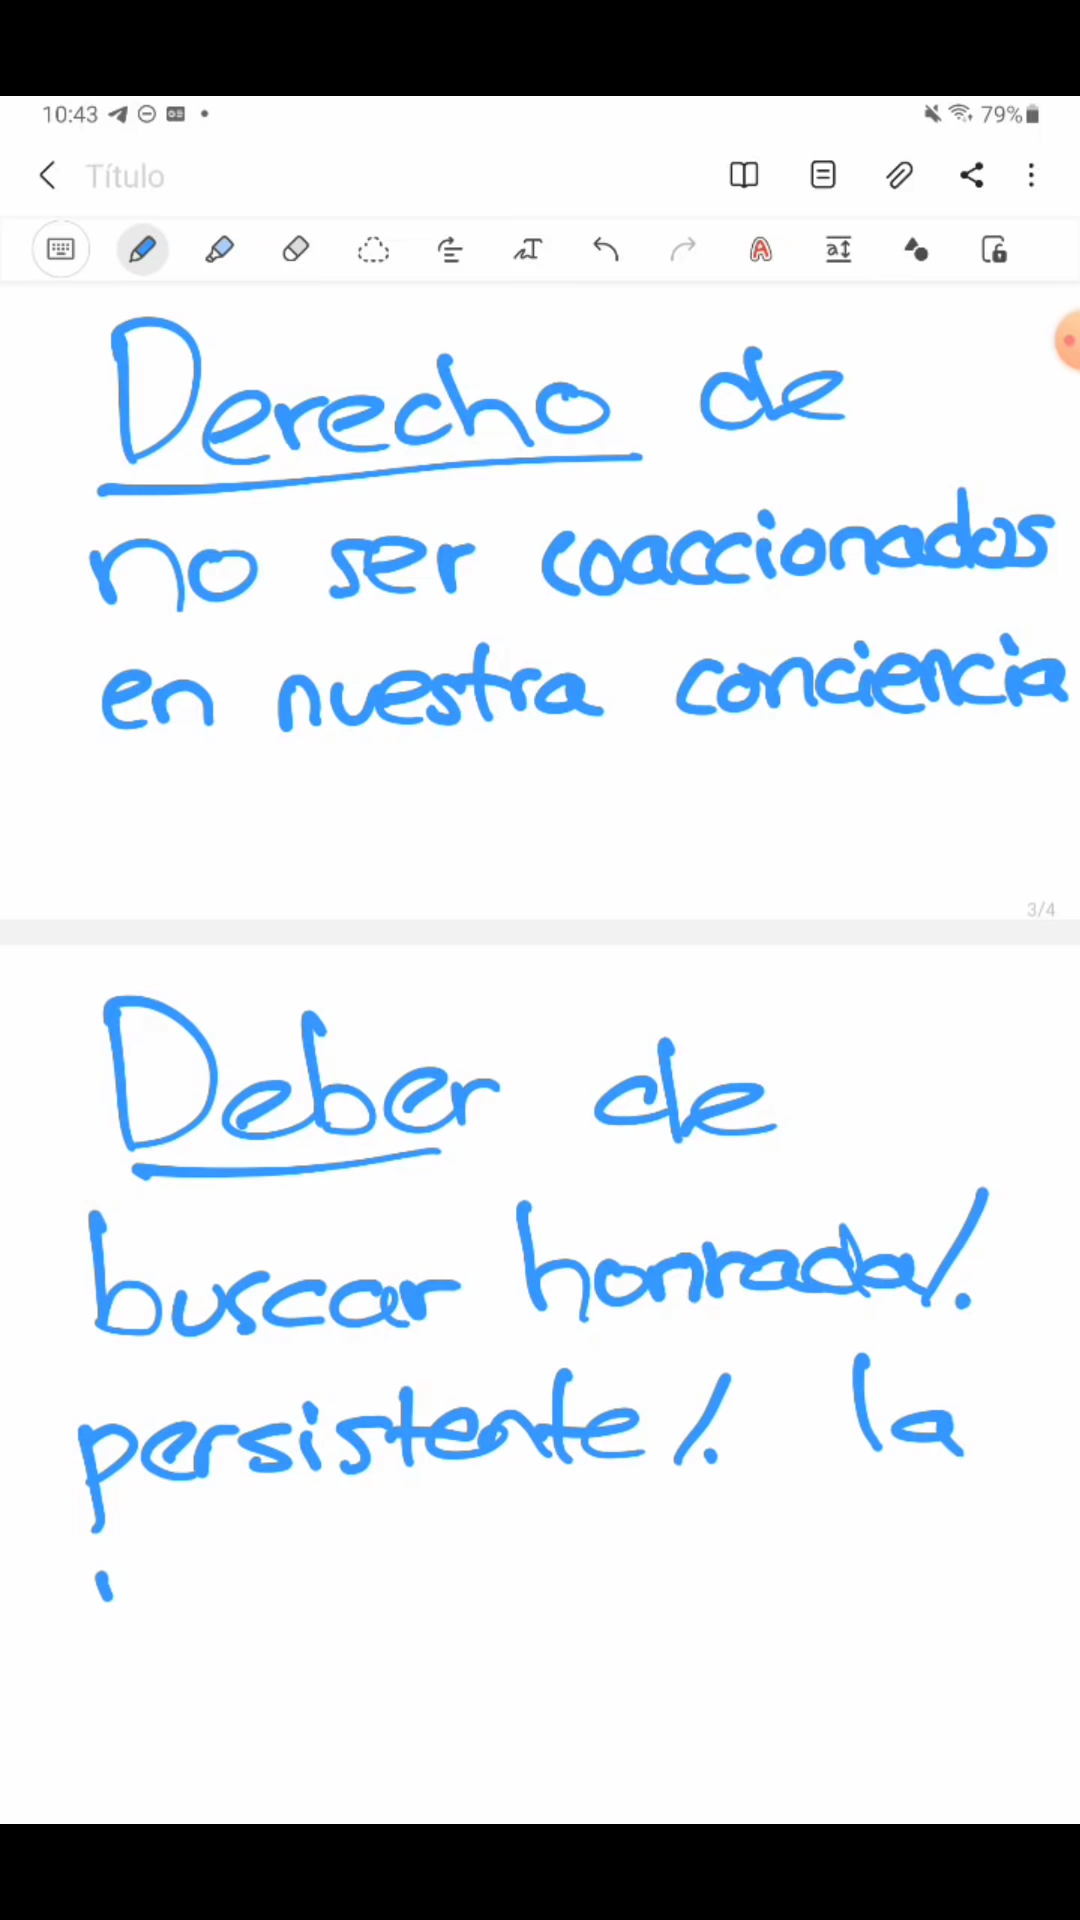 10:43
79%
Título
Derecho de
no ser coaccionados
en nuestra conciencia
3/4
Deber de
buscar honrada/.
persistente/. la